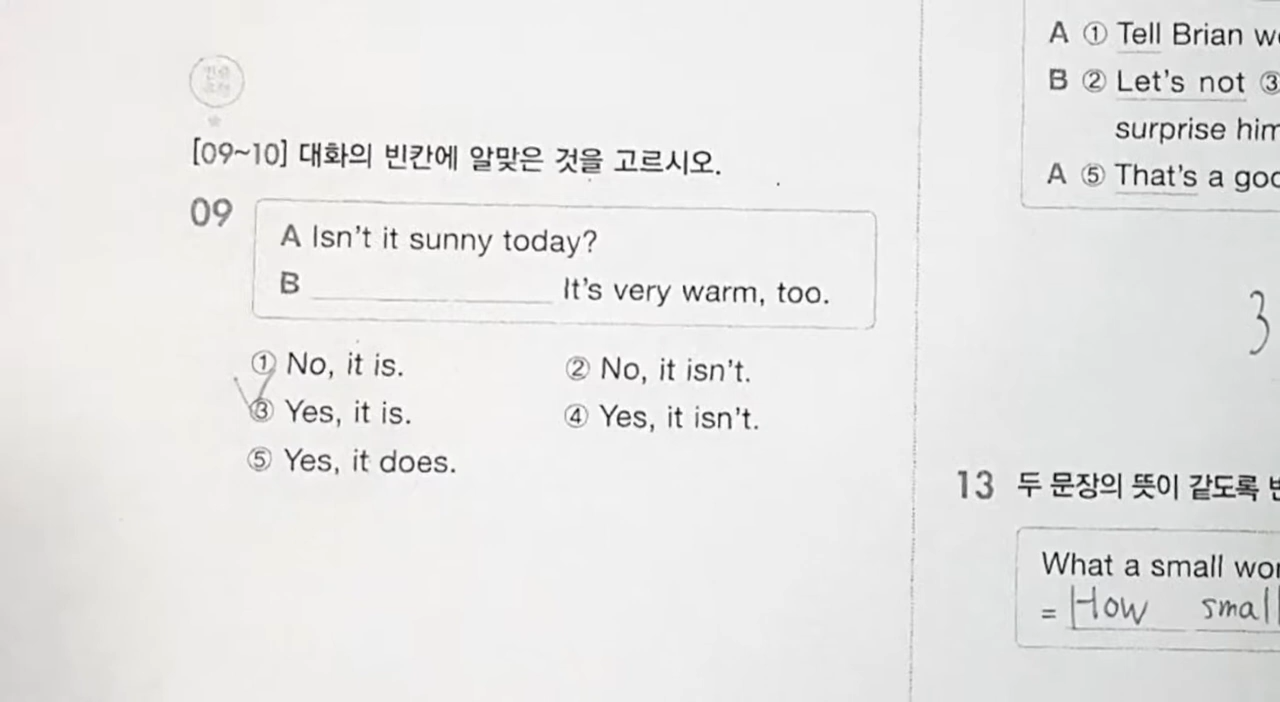 [09~10] 대화의 빈칸에 알맞은 것을 고르시오.
09
A Isn't it sunny today?
B ____________ It's very warm, too.
① No, it is.
② No, it isn't.
③ Yes, it is.
④ Yes, it isn't.
⑤ Yes, it does.
A ① Tell Brian
B ② Let's not ③
surprise
A ⑤ That's a
3
13 두 문장의 뜻이 같도록
What a small
= How small